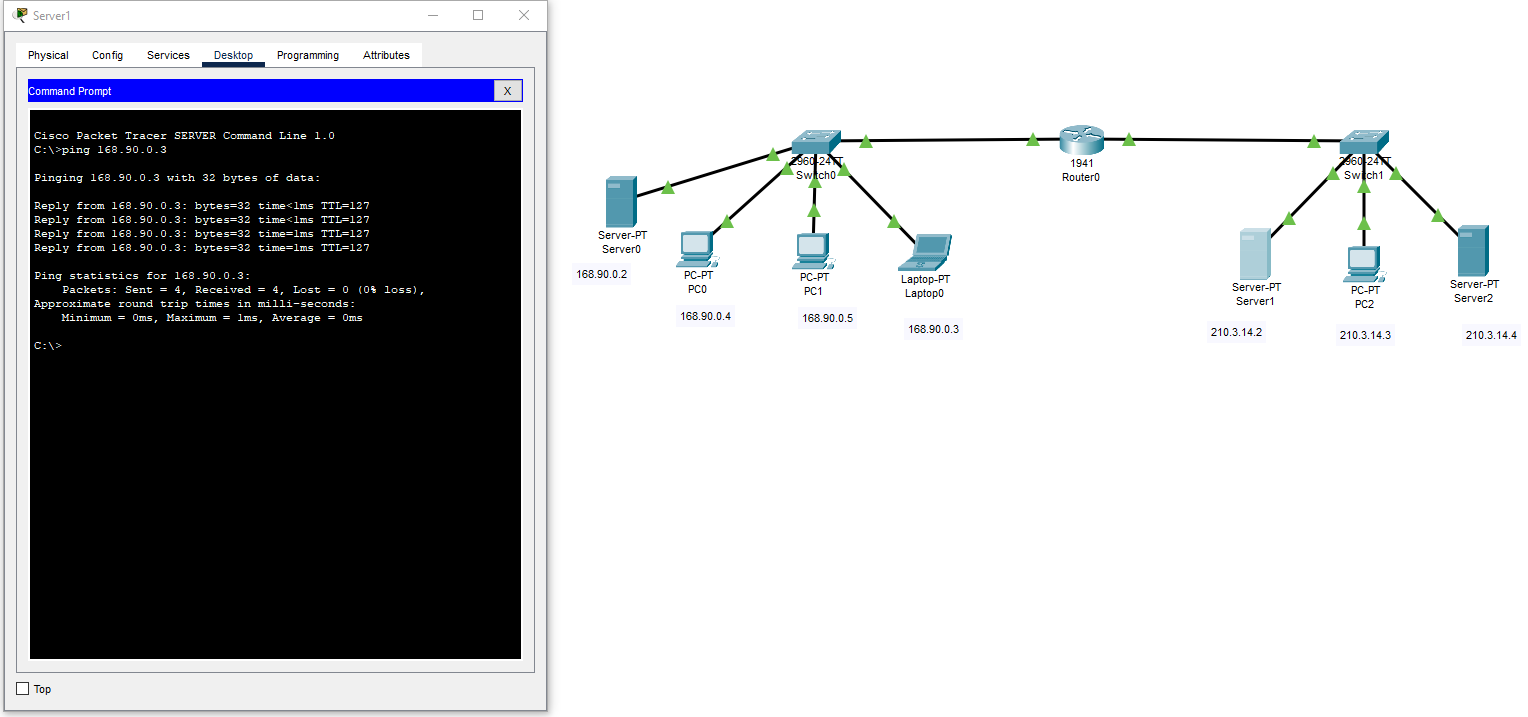 Server1
Physical Config Services Desktop Programming Attributes
Command Prompt X
Cisco Packet Tracer SERVER Command Line 1.0
C:\>ping 168.90.0.3
Pinging 168.90.0.3 with 32 bytes of data:
Reply from 168.90.0.3: bytes=32 time<1ms TTL=127
Reply from 168.90.0.3: bytes=32 time<1ms TTL=127
Reply from 168.90.0.3: bytes=32 time=1ms TTL=127
Reply from 168.90.0.3: bytes=32 time=1ms TTL=127
Ping statistics for 168.90.0.3:
Packets: Sent = 4, Received = 4, Lost = 0 (0% loss),
Approximate round trip times in milli-seconds:
Minimum = 0ms, Maximum = 1ms, Average = 0ms
C:\>
Top
2960-24TT
Switch0
1941
Router0
2960-24TT
Switch1
Server-PT
Server0
168.90.0.2
PC-PT
PC0
168.90.0.4
PC-PT
PC1
168.90.0.5
Laptop-PT
Laptop0
168.90.0.3
Server-PT
Server1
210.3.14.2
PC-PT
PC2
210.3.14.3
Server-PT
Server2
210.3.14.4